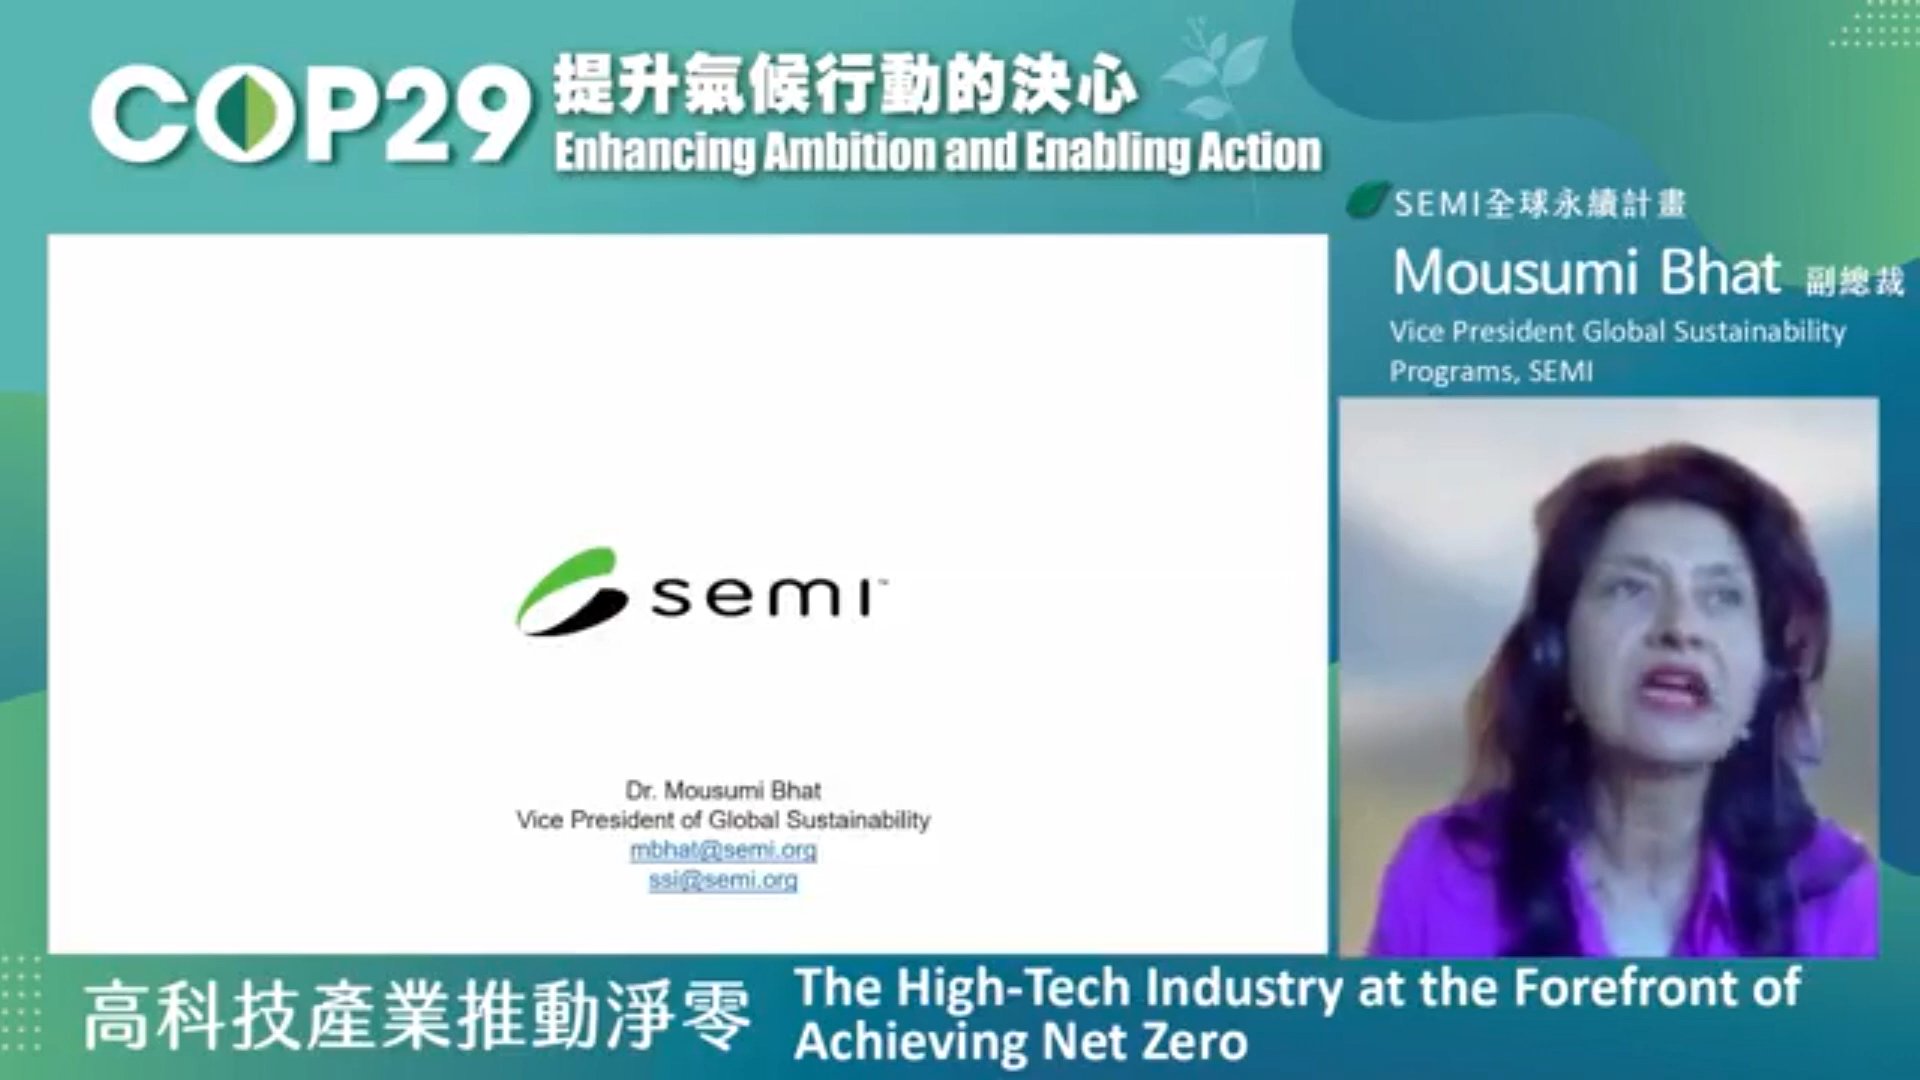 COP29
提升氣候行動的決心
Enhancing Ambition and Enabling Action
SEMI全球永續計畫
Mousumi Bhat 副總裁
Vice President Global Sustainability
Programs, SEMI
semi™
Dr. Mousumi Bhat
Vice President of Global Sustainability
mbhat@semi.org
ssi@semi.org
高科技產業推動淨零
The High-Tech Industry at the Forefront of
Achieving Net Zero